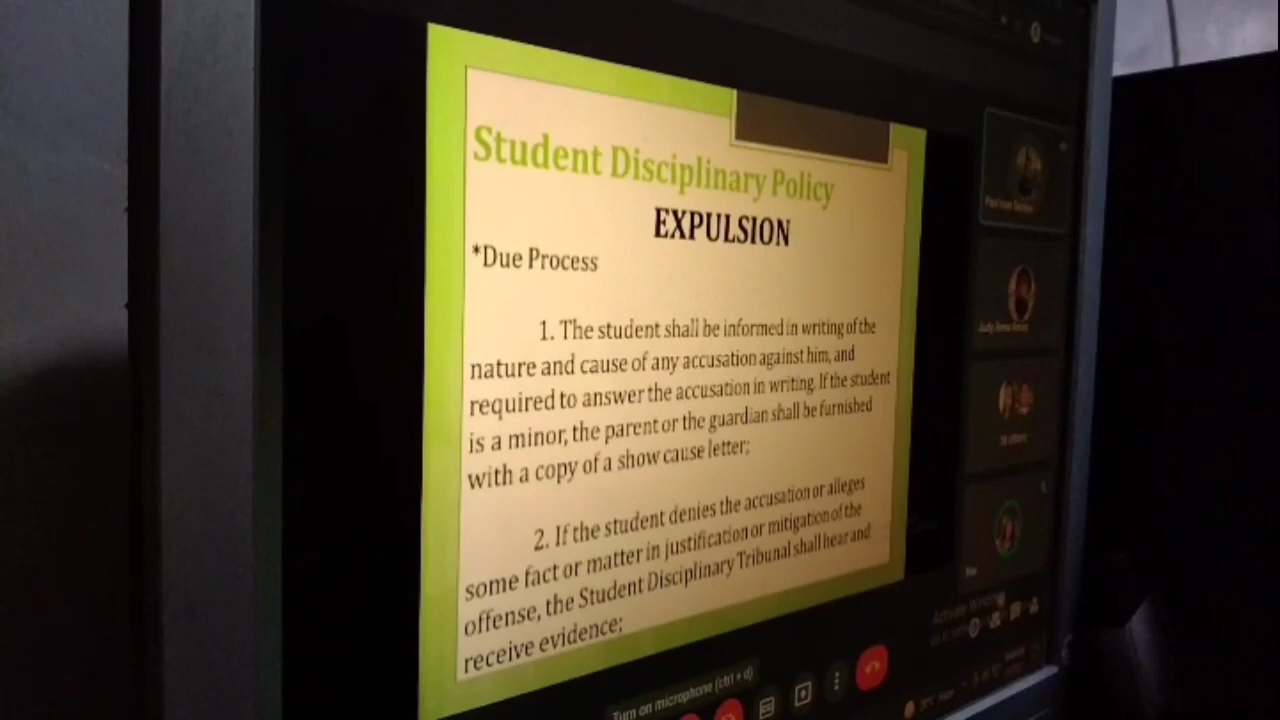 Student Disciplinary Policy
EXPULSION
*Due Process
1. The student shall be informed in writing of the
nature and cause of any accusation against him, and
required to answer the accusation in writing. If the student
is a minor, the parent or the guardian shall be furnished
with a copy of a show cause letter;
2. If the student denies the accusation or alleges
some fact or matter in justification or mitigation of the
offense, the Student Disciplinary Tribunal shall hear and
receive evidence;
Turn on microphone (ctrl + d)